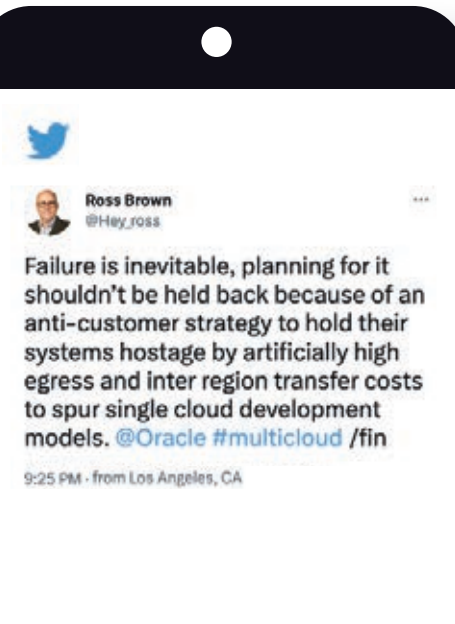 Ross Brown
@Hey_ross
Failure is inevitable, planning for it
shouldn't be held back because of an
anti-customer strategy to hold their
systems hostage by artificially high
egress and inter region transfer costs
to spur single cloud development
models. @Oracle #multicloud /fin
9:25 PM · from Los Angeles, CA